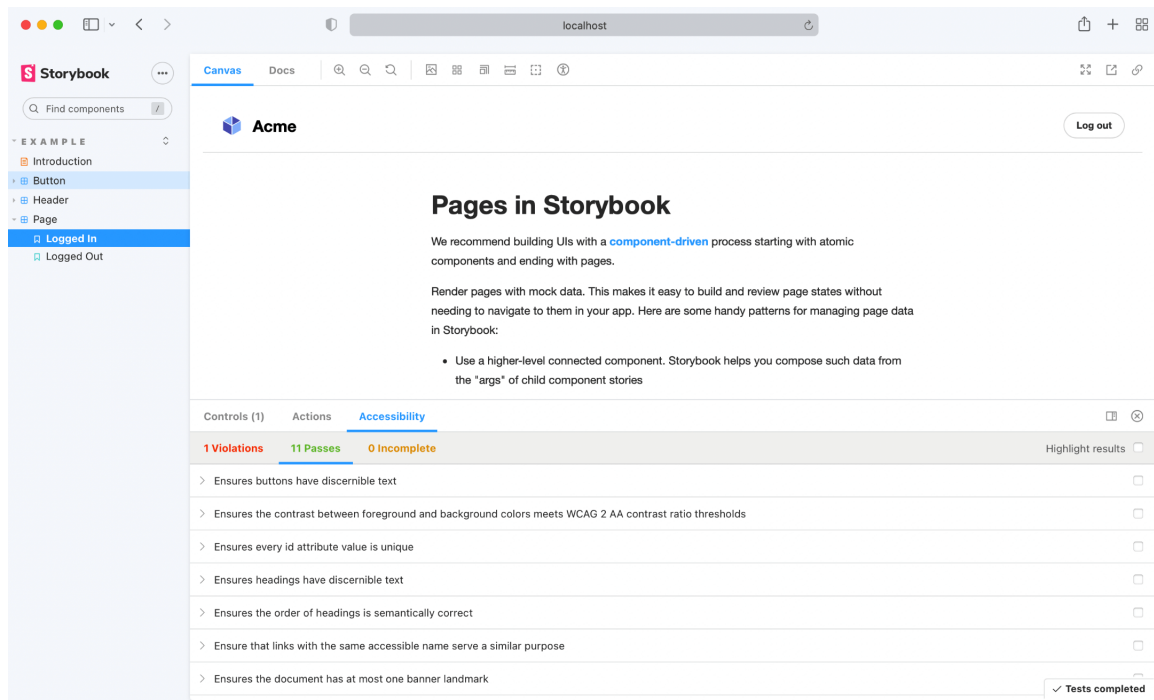 localhost
Storybook
Find components /
EXAMPLE
Introduction
Button
Header
Page
Logged In
Logged Out
Canvas Docs
Acme
Log out
Pages in Storybook
We recommend building UIs with a component-driven process starting with atomic
components and ending with pages.
Render pages with mock data. This makes it easy to build and review page states without
needing to navigate to them in your app. Here are some handy patterns for managing page data
in Storybook:
• Use a higher-level connected component. Storybook helps you compose such data from
the "args" of child component stories
Controls (1) Actions Accessibility
1 Violations 11 Passes 0 Incomplete Highlight results
Ensures buttons have discernible text
Ensures the contrast between foreground and background colors meets WCAG 2 AA contrast ratio thresholds
Ensures every id attribute value is unique
Ensures headings have discernible text
Ensures the order of headings is semantically correct
Ensure that links with the same accessible name serve a similar purpose
Ensures the document has at most one banner landmark
Tests completed